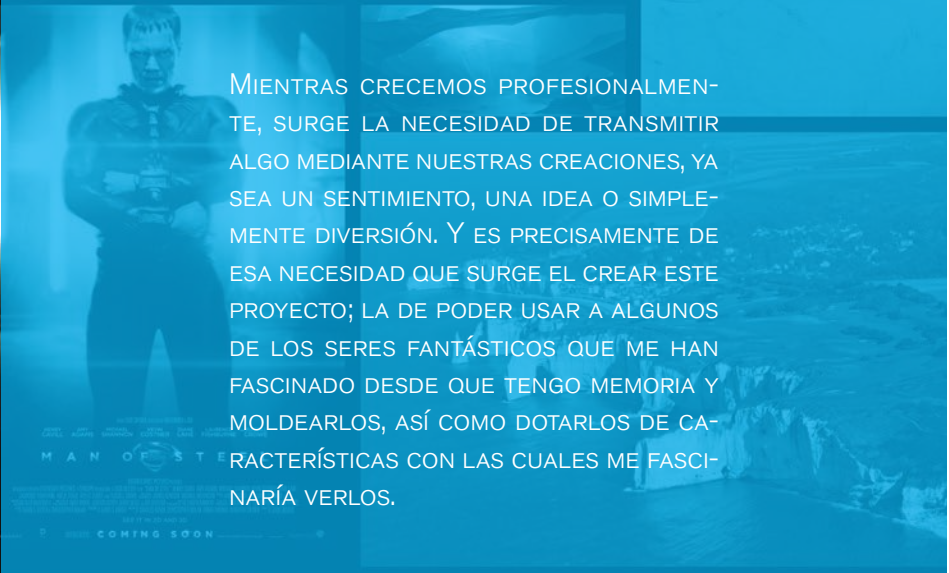 Mientras crecemos profesionalmen-
te, surge la necesidad de transmitir
algo mediante nuestras creaciones, ya
sea un sentimiento, una idea o simple-
mente diversión. Y es precisamente de
esa necesidad que surge el crear este
proyecto; la de poder usar a algunos
de los seres fantásticos que me han
fascinado desde que tengo memoria y
moldearlos, así como dotarlos de ca-
racterísticas con las cuales me fasci-
naría verlos.
MAN OF STEEL
COMING SOON